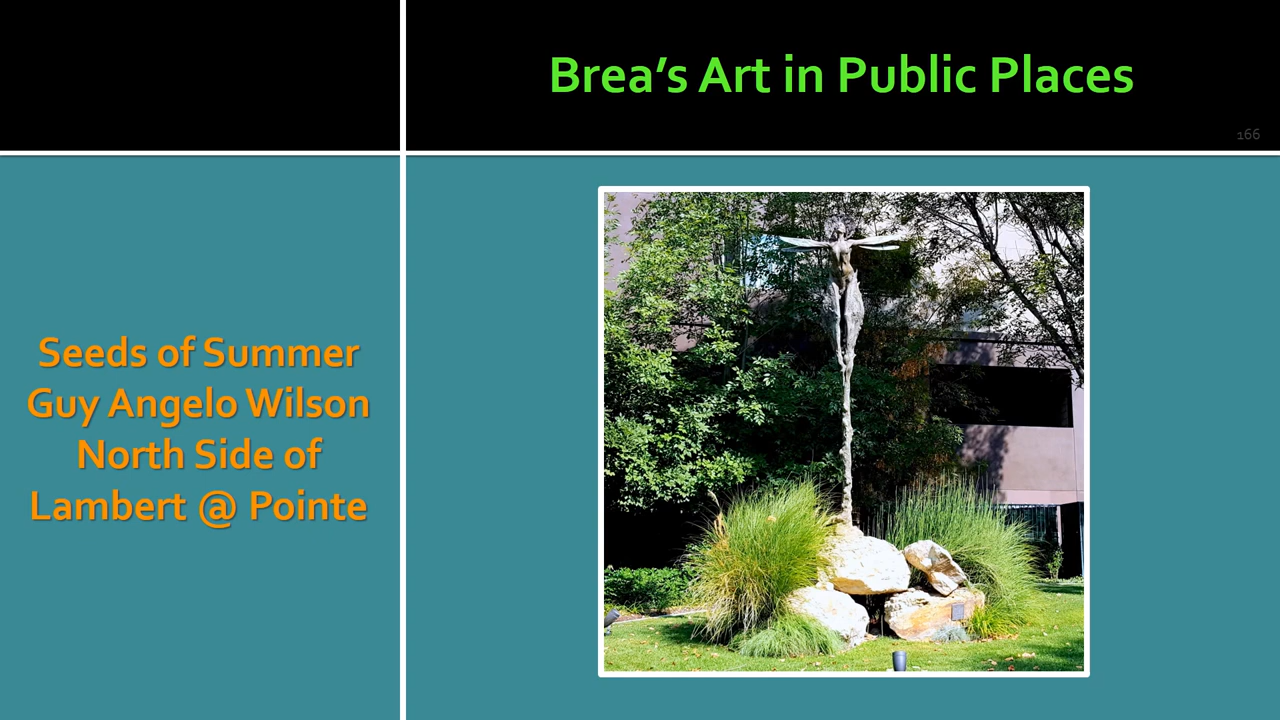 Brea's Art in Public Places
166
Seeds of Summer
Guy Angelo Wilson
North Side of
Lambert @ Pointe